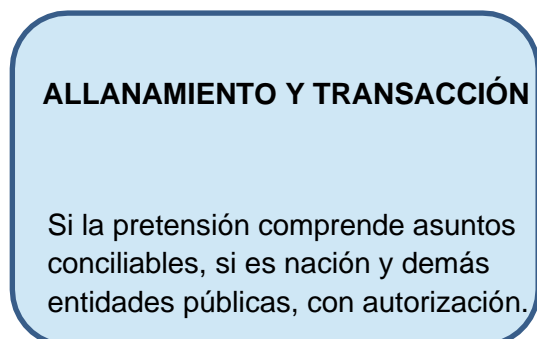 ALLANAMIENTO Y TRANSACCIÓN
Si la pretensión comprende asuntos
conciliables, si es nación y demás
entidades públicas, con autorización.